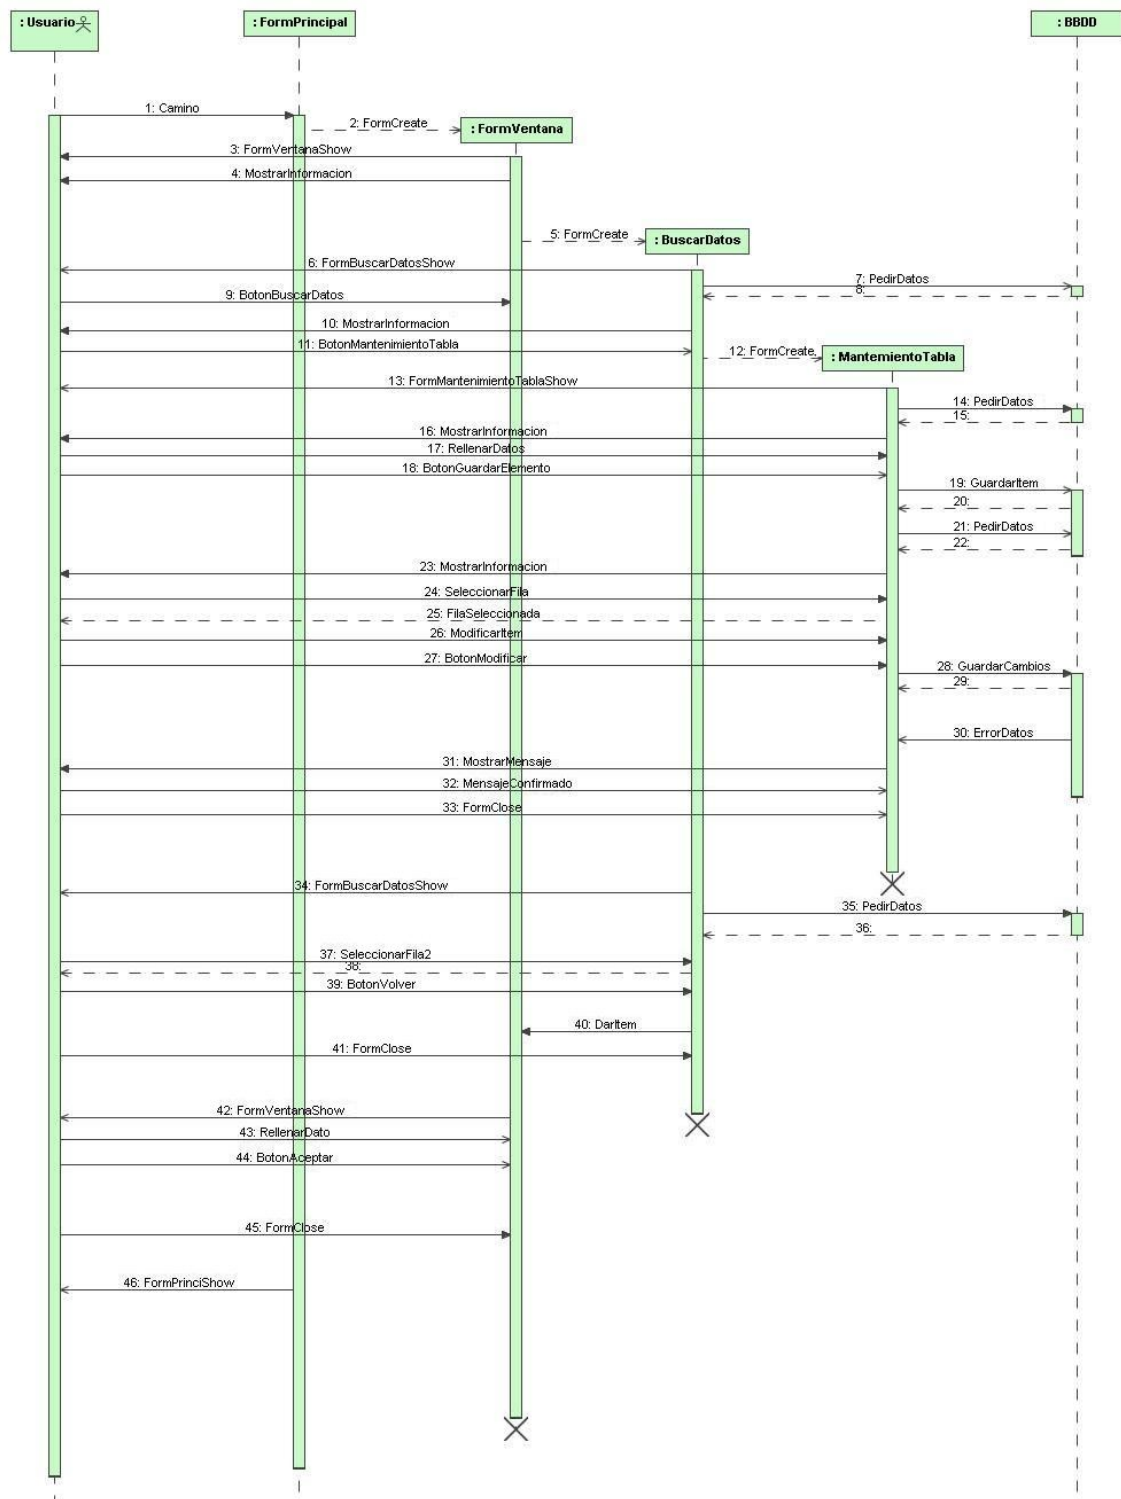 : Usuario
: FormPrincipal
: BBDD
1: Camino
2: FormCreate
: FormVentana
3: FormVentanaShow
4: MostrarInformacion
5: FormCreate
: BuscarDatos
6: FormBuscarDatosShow
7: PedirDatos
8:
9: BotonBuscarDatos
10: MostrarInformacion
11: BotonMantenimientoTabla
12: FormCreate
: MantemientoTabla
13: FormMantenimientoTablaShow
14: PedirDatos
15:
16: MostrarInformacion
17: RellenarDatos
18: BotonGuardarElemento
19: GuardarItem
20:
21: PedirDatos
22:
23: MostrarInformacion
24: SeleccionarFila
25: FilaSeleccionada
26: ModificarItem
27: BotonModificar
28: GuardarCambios
29:
30: ErrorDatos
31: MostrarMensaje
32: MensajeConfirmado
33: FormClose
34: FormBuscarDatosShow
35: PedirDatos
36:
37: SeleccionarFila2
38:
39: BotonVolver
40: DarItem
41: FormClose
42: FormVentanaShow
43: RellenarDato
44: BotonAceptar
45: FormClose
46: FormPrinciShow